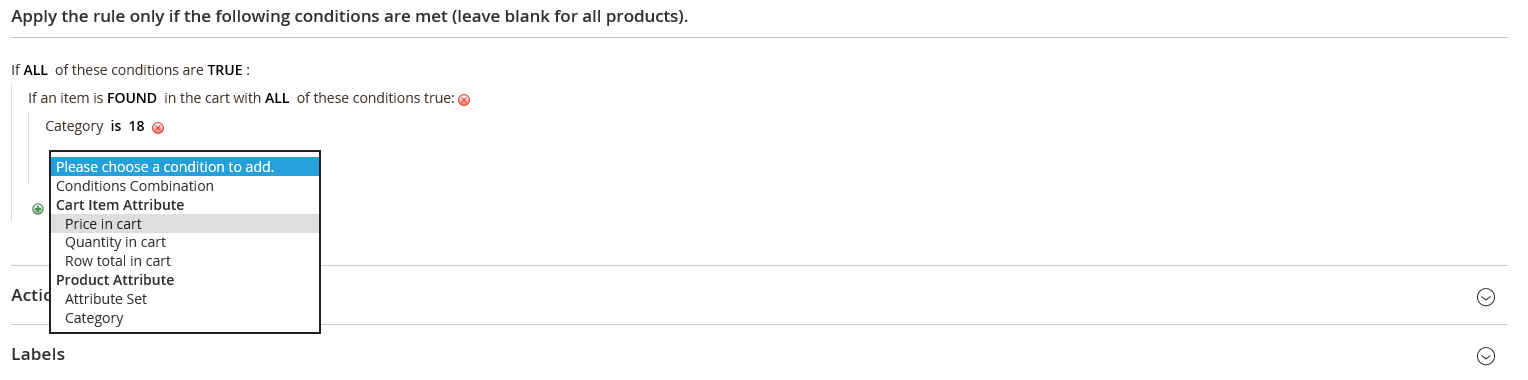 Apply the rule only if the following conditions are met (leave blank for all products).
If ALL of these conditions are TRUE :
If an item is FOUND in the cart with ALL of these conditions true:
Category is 18
Please choose a condition to add.
Conditions Combination
Cart Item Attribute
Price in cart
Quantity in cart
Row total in cart
Product Attribute
Attribute Set
Category
Actio
Labels